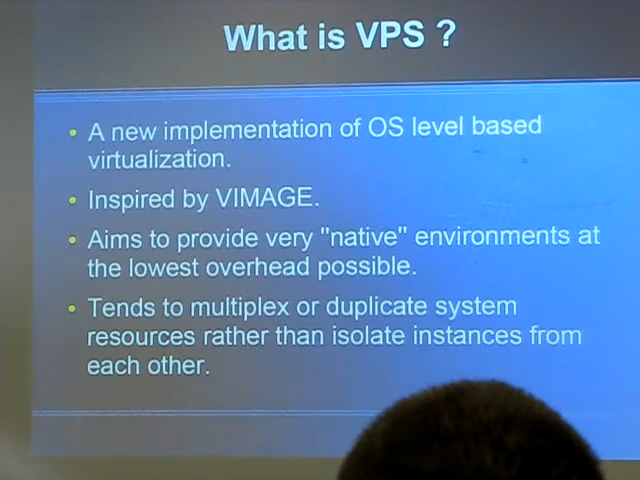 What is VPS ?
• A new implementation of OS level based
virtualization.
• Inspired by VIMAGE.
• Aims to provide very "native" environments at
the lowest overhead possible.
• Tends to multiplex or duplicate system
resources rather than isolate instances from
each other.